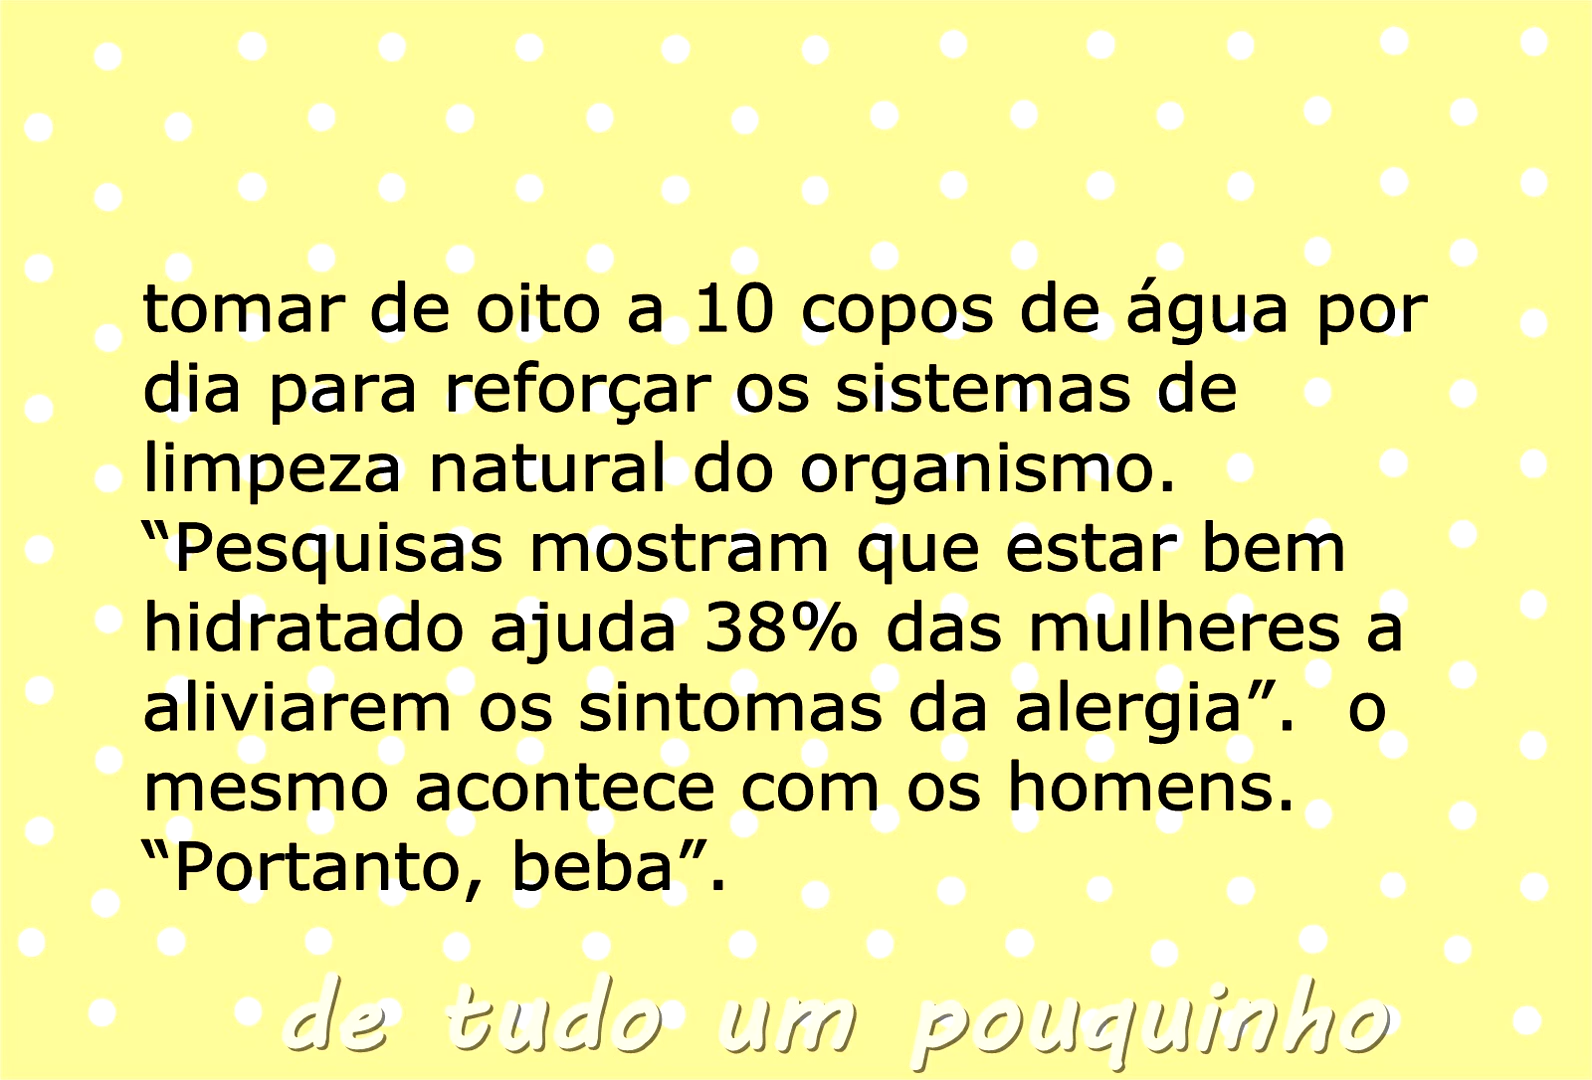 tomar de oito a 10 copos de água por
dia para reforçar os sistemas de
limpeza natural do organismo.
“Pesquisas mostram que estar bem
hidratado ajuda 38% das mulheres a
aliviarem os sintomas da alergia”.  o
mesmo acontece com os homens.
“Portanto, beba”.
de tudo um pouquinho